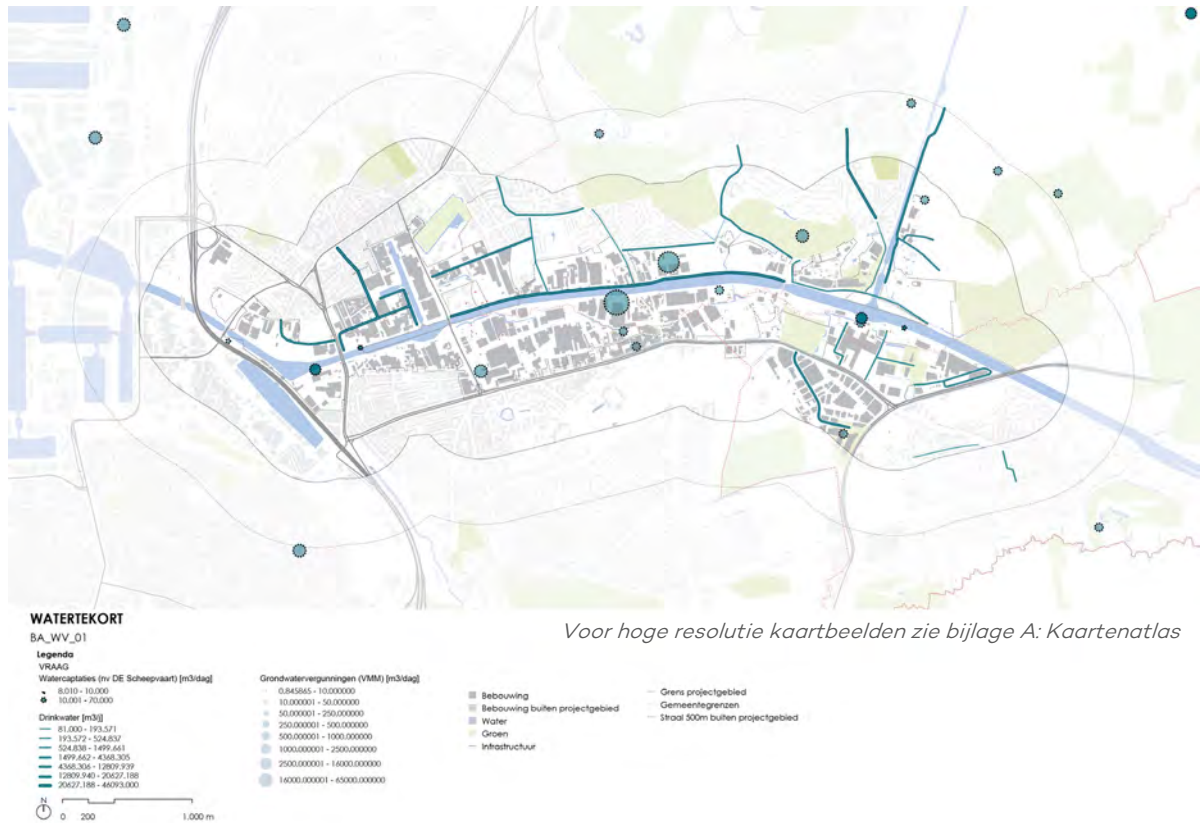 WATERTEKORT
BA_WV_01
Voor hoge resolutie kaartbeelden zie bijlage A: Kaartenatlas
Legenda
VRAAG
Watercaptaties (nv DE Scheepvaart) [m3/dag]
8.010 - 10.000
10.001 - 70.000
Drinkwater [m3/j]
81.000 - 193.571
193.572 - 524.837
524.838 - 1499.661
1499.662 - 4368.305
4368.306 - 12809.939
12809.940 - 20627.188
20627.188 - 46093.000
Grondwatervergunningen (VMM) [m3/dag]
0.845865 - 10.000000
10.000001 - 50.000000
50.000001 - 250.000000
250.000001 - 500.000000
500.000001 - 1000.000000
1000.000001 - 2500.000000
2500.000001 - 16000.000000
16000.000001 - 65000.000000
Bebouwing
Bebouwing buiten projectgebied
Water
Groen
Infrastructuur
Grens projectgebied
Gemeentegrenzen
Straal 500m buiten projectgebied
N
0 200 1.000 m